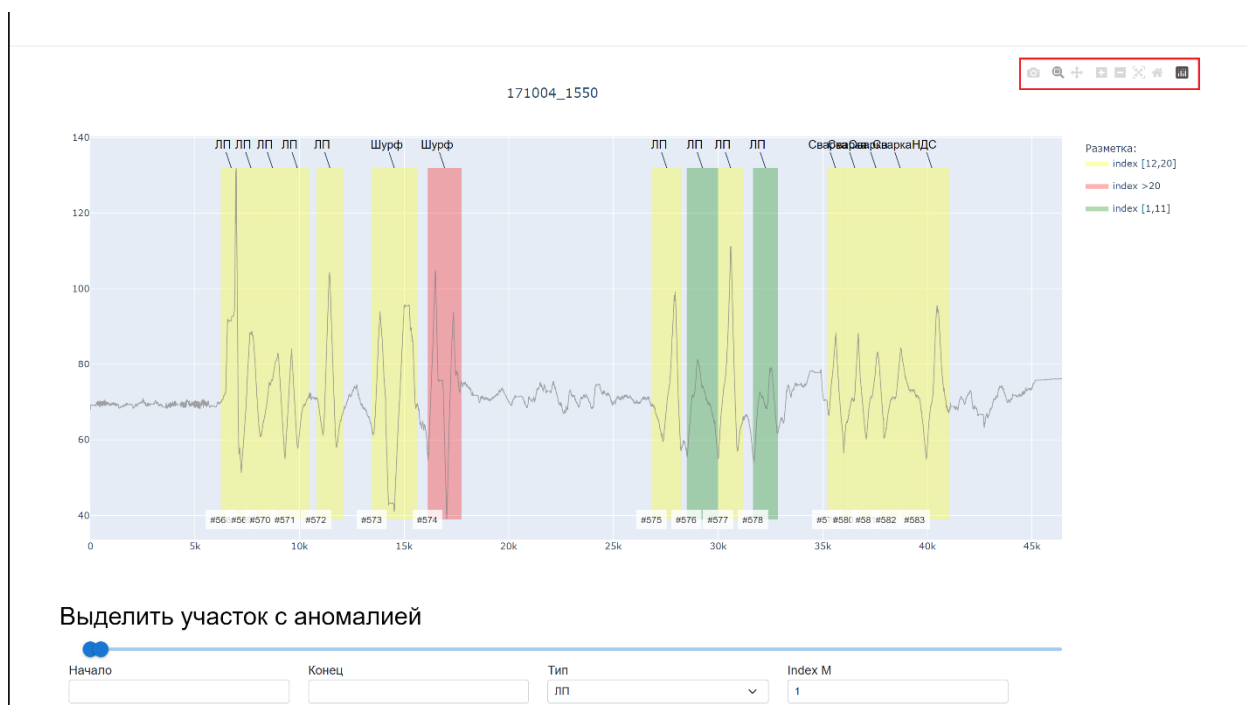 171004_1550
140
120
100
80
60
40
ЛП ЛП ЛП ЛП ЛП Шурф Шурф ЛП ЛП ЛП ЛП Сварка НДС
#570 #571 #572 #573 #574 #575 #576 #577 #578 #582 #583
0 5k 10k 15k 20k 25k 30k 35k 40k 45k
Разметка:
index [12,20]
index >20
index [1,11]
Выделить участок с аномалией
Начало Конец Тип Index M
ЛП 1